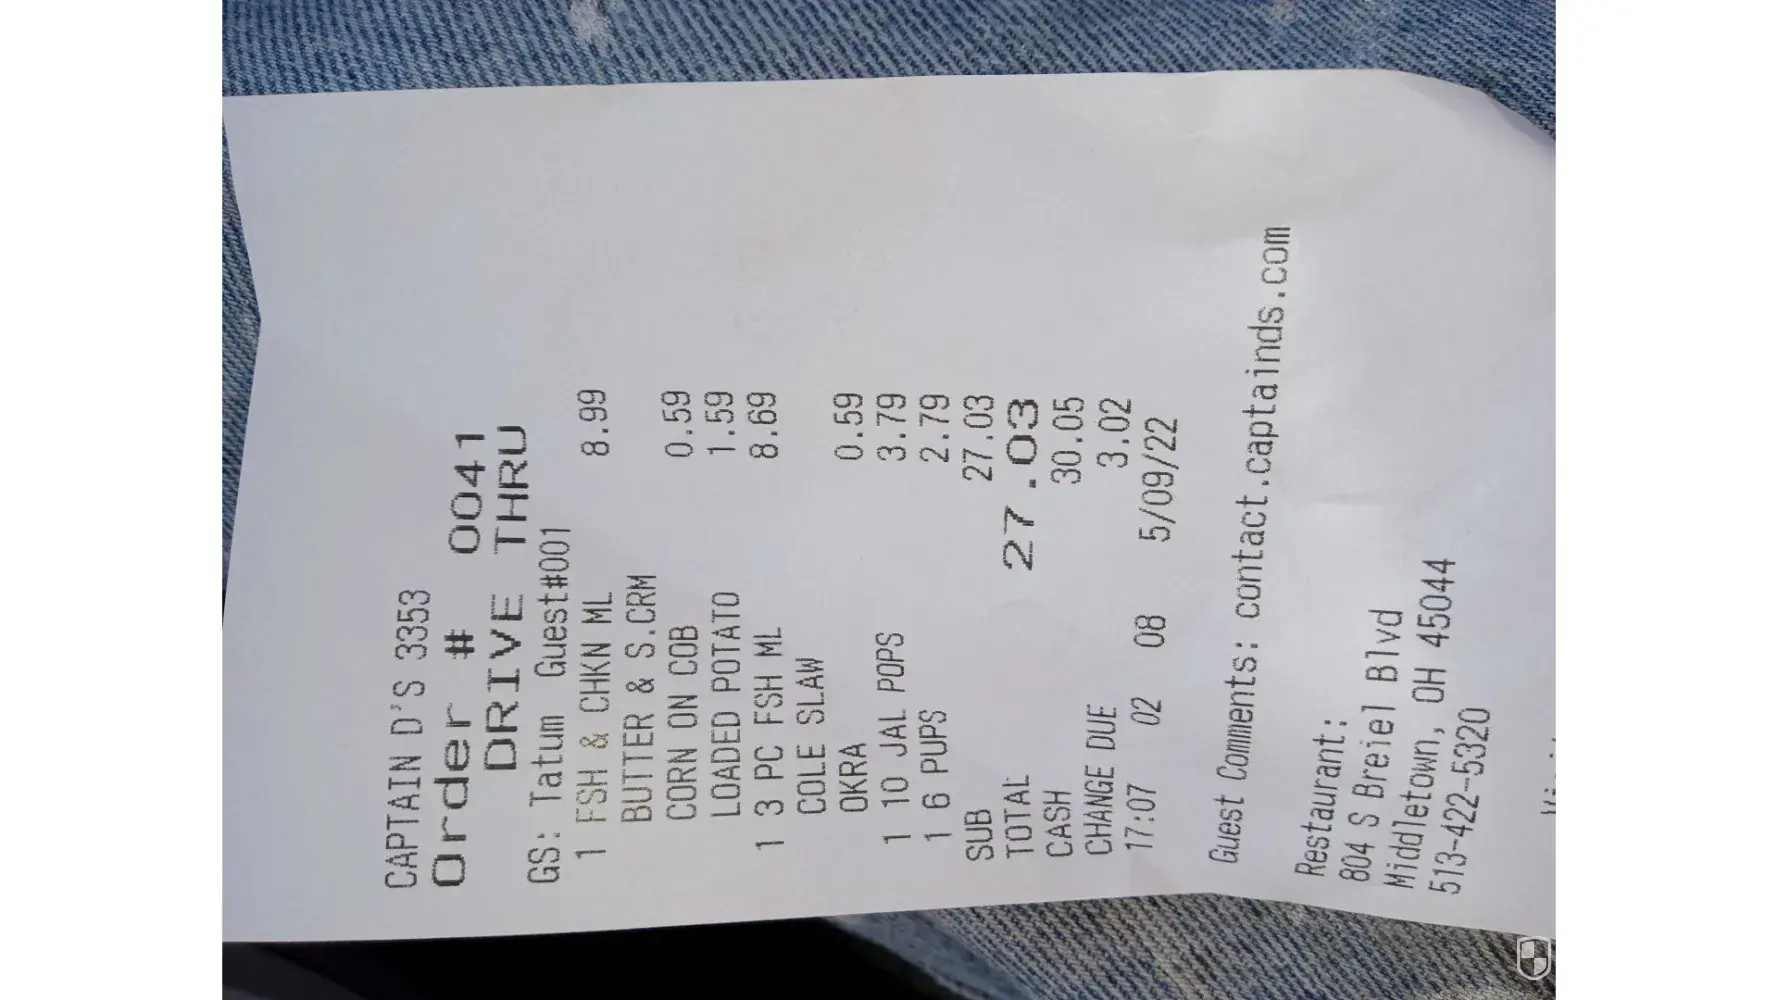 CAPTAIN D'S 3353
Order # 0041
DRIVE THRU
GS: Tatum Guest#001
1 FSH & CHKN ML 8.99
BUTTER & S.CRM
CORN ON COB 0.59
LOADED POTATO 1.59
1 3 PC FSH ML 8.69
COLE SLAW
OKRA 0.59
1 10 JAL POPS 3.79
1 6 PUPS 2.79
SUB 27.03
TOTAL 27.03
CASH 30.05
CHANGE DUE 3.02
17:07 02 08 5/09/22
Guest Comments: contact.captainds.com
Restaurant:
804 S Breiel Blvd
Middletown, OH 45044
513-422-5320